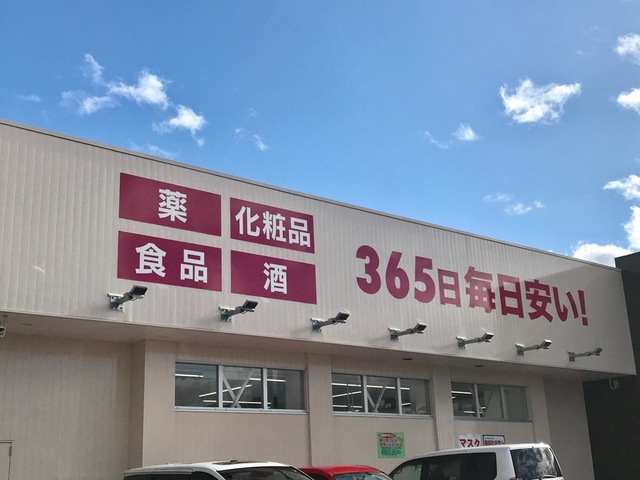 薬
化粧品
食品
酒
365日毎日安い!
マスク